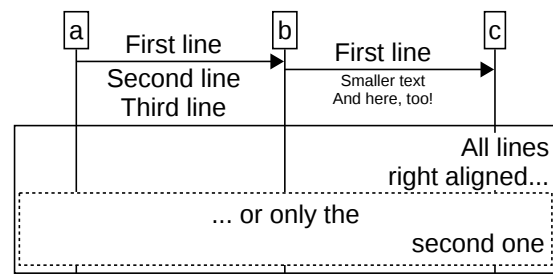 a b c
First line
Second line
Third line
First line
Smaller text
And here, too!
All lines
right aligned...
... or only the
second one